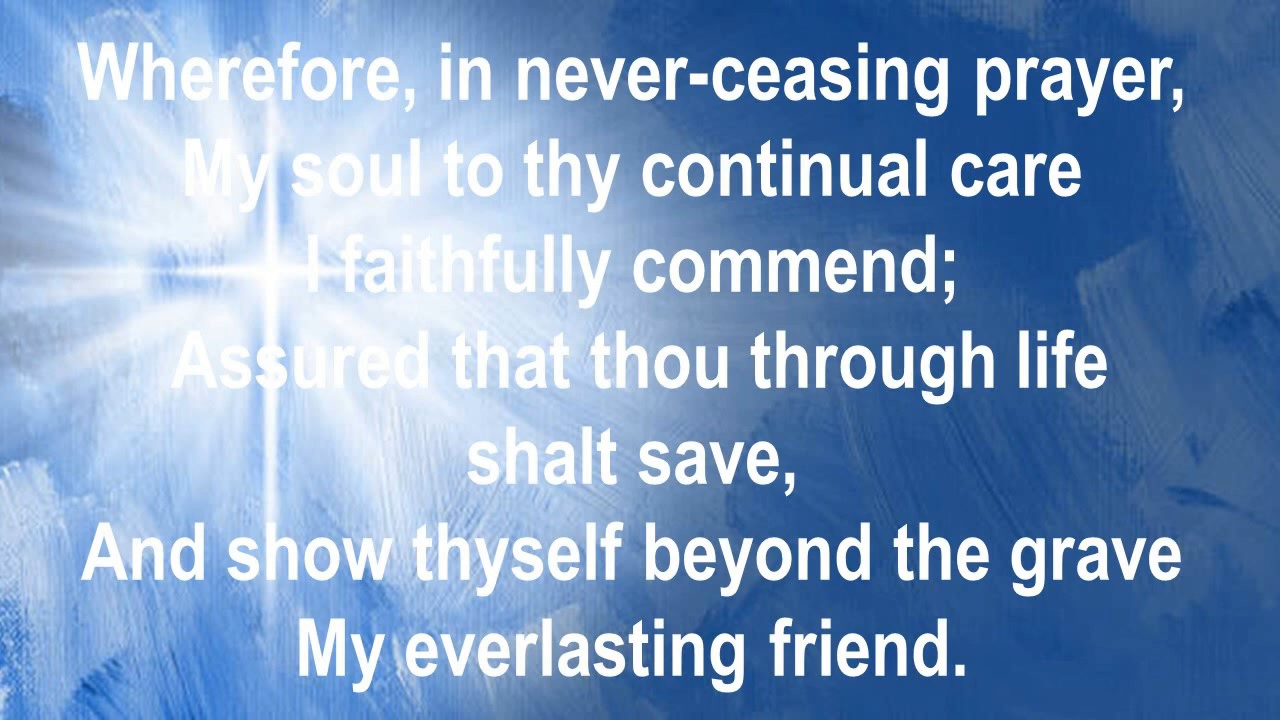 Wherefore, in never-ceasing prayer,
My soul to thy continual care
I faithfully commend;
Assured that thou through life
shalt save,
And show thyself beyond the grave
My everlasting friend.